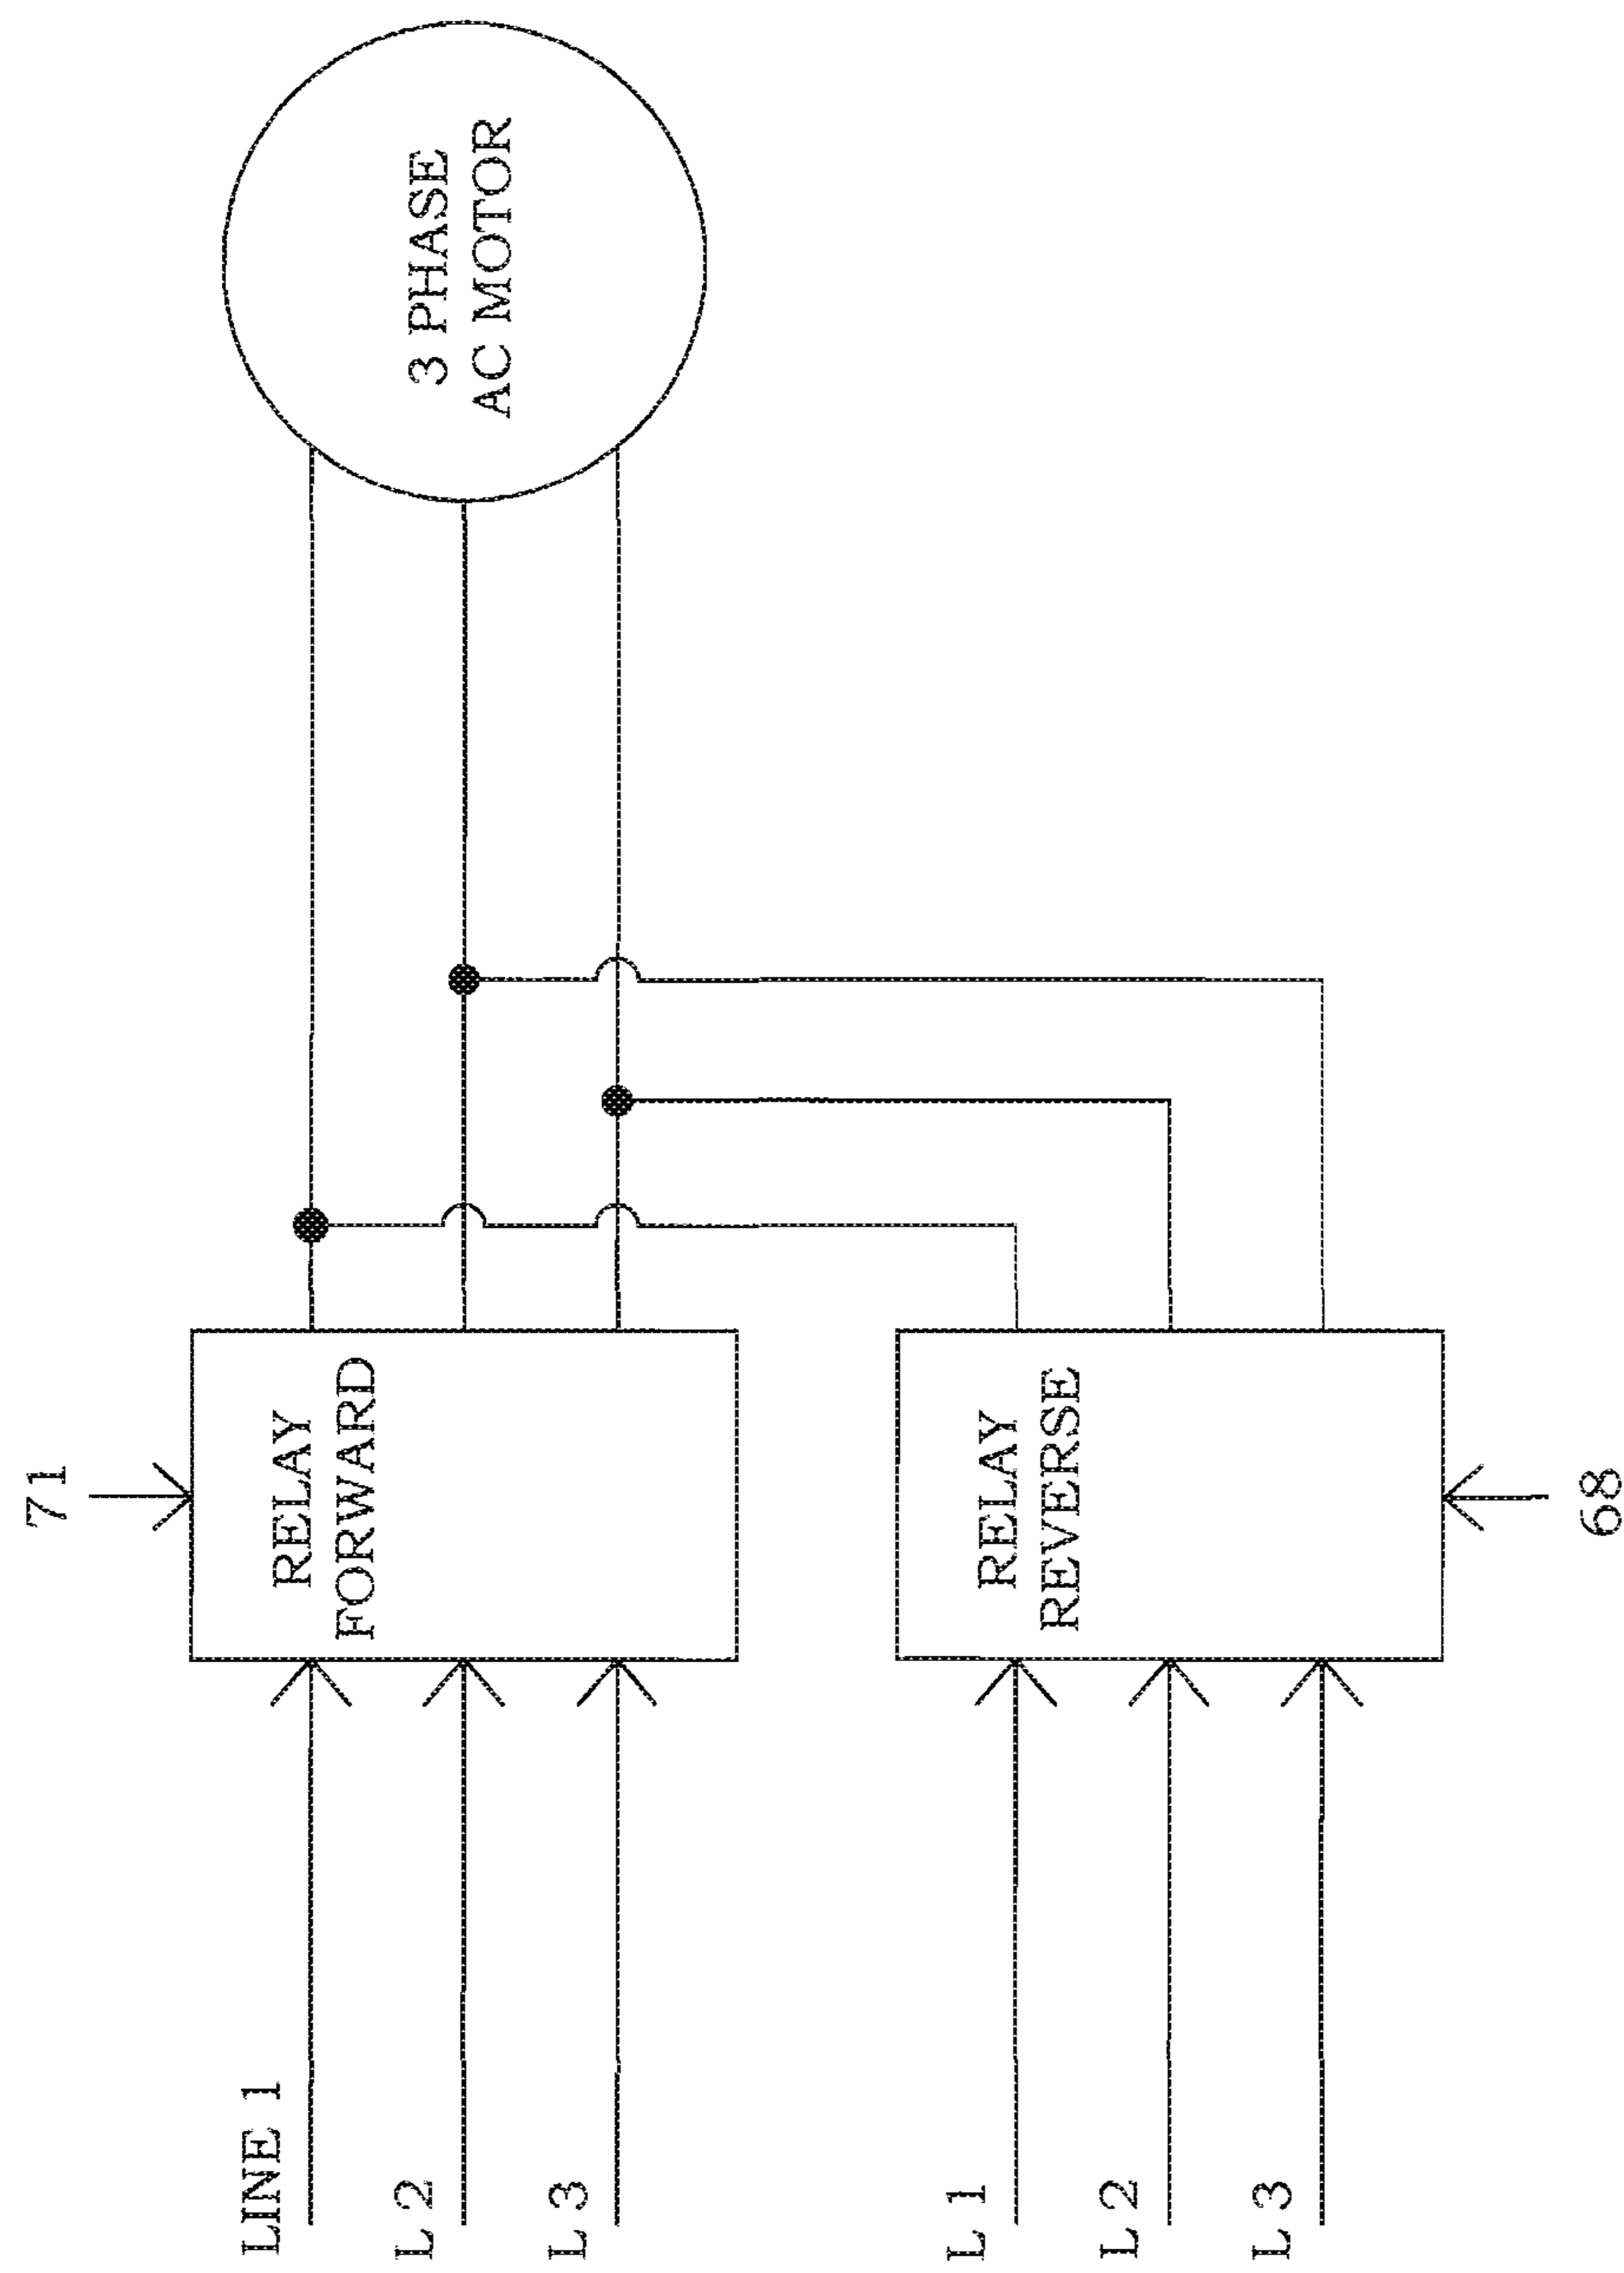 71
LINE 1
L 2
L 3
RELAY
FORWARD
3 PHASE
AC MOTOR
L 1
L 2
L 3
RELAY
REVERSE
68